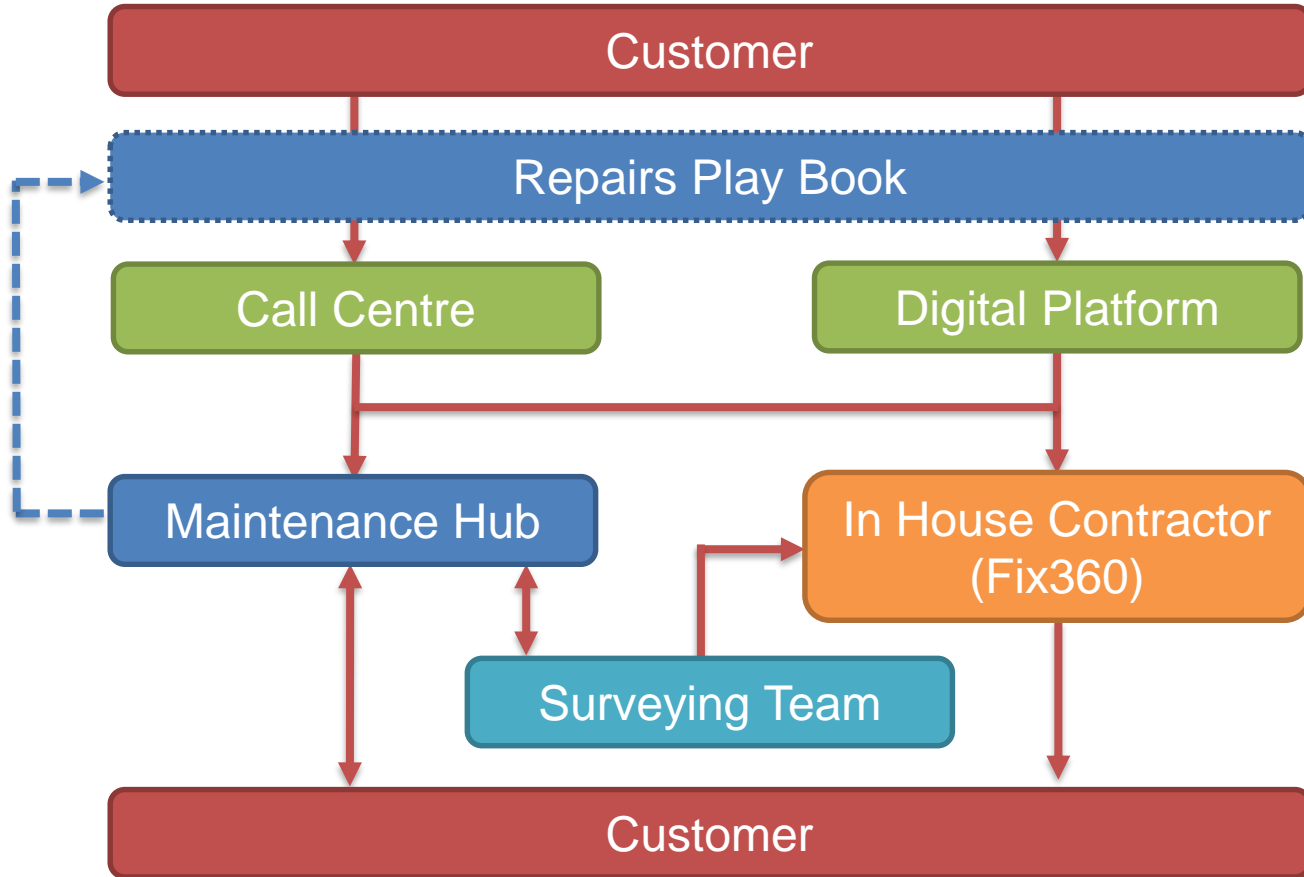 Customer
Repairs Play Book
Call Centre
Digital Platform
Maintenance Hub
In House Contractor
(Fix360)
Surveying Team
Customer